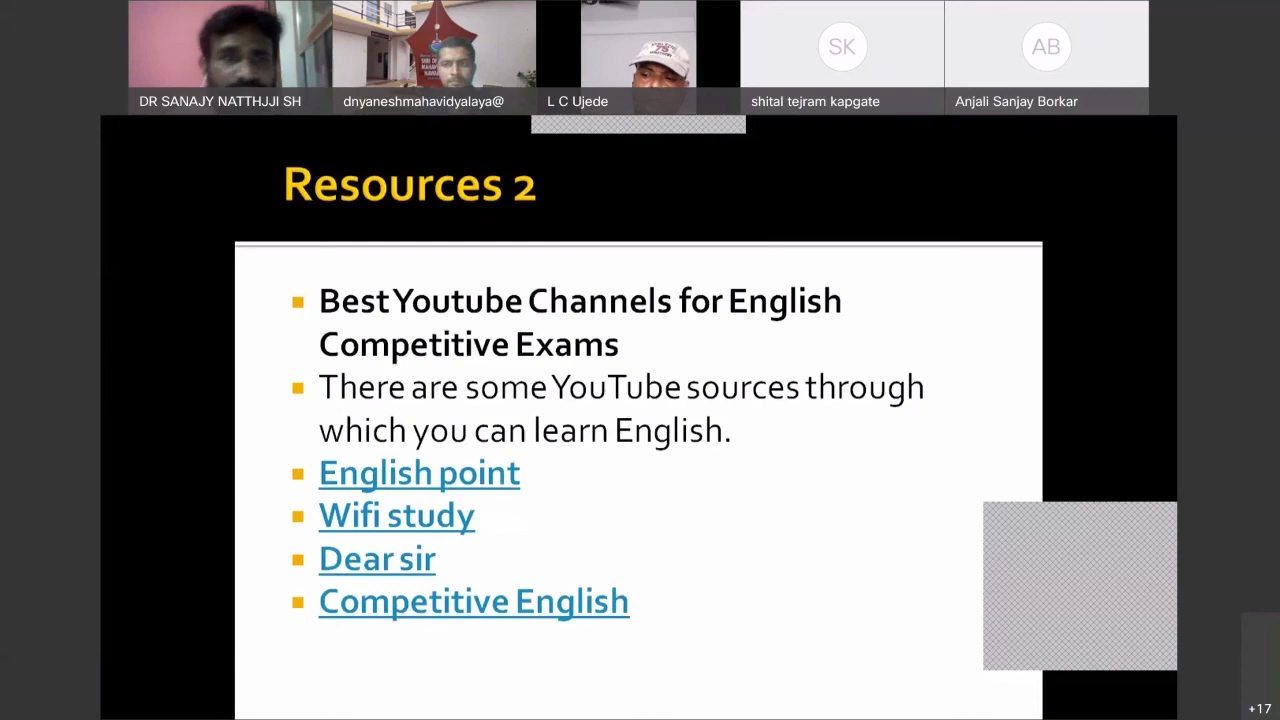 SK
AB
DR SANAJY NATTHJJI SH
dnyaneshmahavidyalaya@
L C Ujede
shital tejram kapgate
Anjali Sanjay Borkar
Resources 2
Best Youtube Channels for English
Competitive Exams
There are some YouTube sources through
which you can learn English.
English point
Wifi study
Dear sir
Competitive English
+17